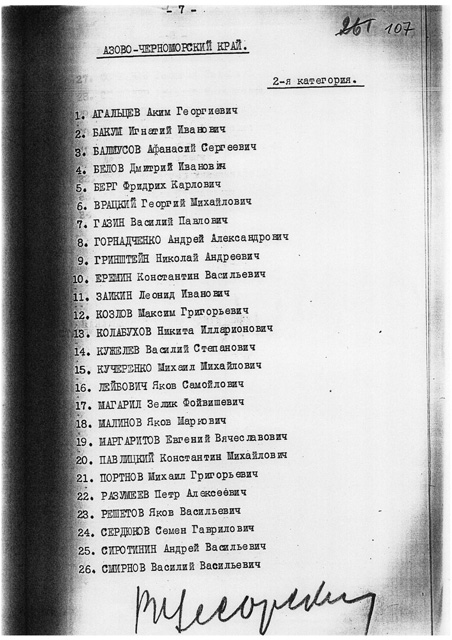 - 7 -
107
АЗОВО-ЧЕРНОМОРСКИЙ КРАЙ.
2-я категория.
1. АГАЛЬЦЕВ Аким Георгиевич
2. БАКУМ Игнатий Иванович
3. БАЛМУСОВ Афанасий Сергеевич
4. БЕЛОВ Дмитрий Иванович
5. БЕРГ Фридрих Карлович
6. ВРАЦКИЙ Георгий Михайлович
7. ГАЗИН Василий Павлович
8. ГОРНАДЧЕНКО Андрей Александрович
9. ГРИНШТЕЙН Николай Андреевич
10. ЕРЕМИН Константин Васильевич
11. ЗАИКИН Леонид Иванович
12. КОЗЛОВ Максим Григорьевич
13. КОЛАБУХОВ Никита Илларионович
14. КУЖЕЛЕВ Василий Степанович
15. КУЧЕРЕНКО Михаил Михайлович
16. ЛЕЙБОВИЧ Яков Самойлович
17. МАГАРИЛ Зелик Фойвишевич
18. МАЛИНОВ Яков Маркович
19. МАРГАРИТОВ Евгений Вячеславович
20. ПАВЛИЦКИЙ Константин Михайлович
21. ПОРТНОВ Михаил Григорьевич
22. РАЗУМЕЕВ Петр Алексеевич
23. РЕШЕТОВ Яков Васильевич
24. СЕРДЮКОВ Семен Гаврилович
25. СИРОТИНИН Андрей Васильевич
26. СМИРНОВ Василий Васильевич